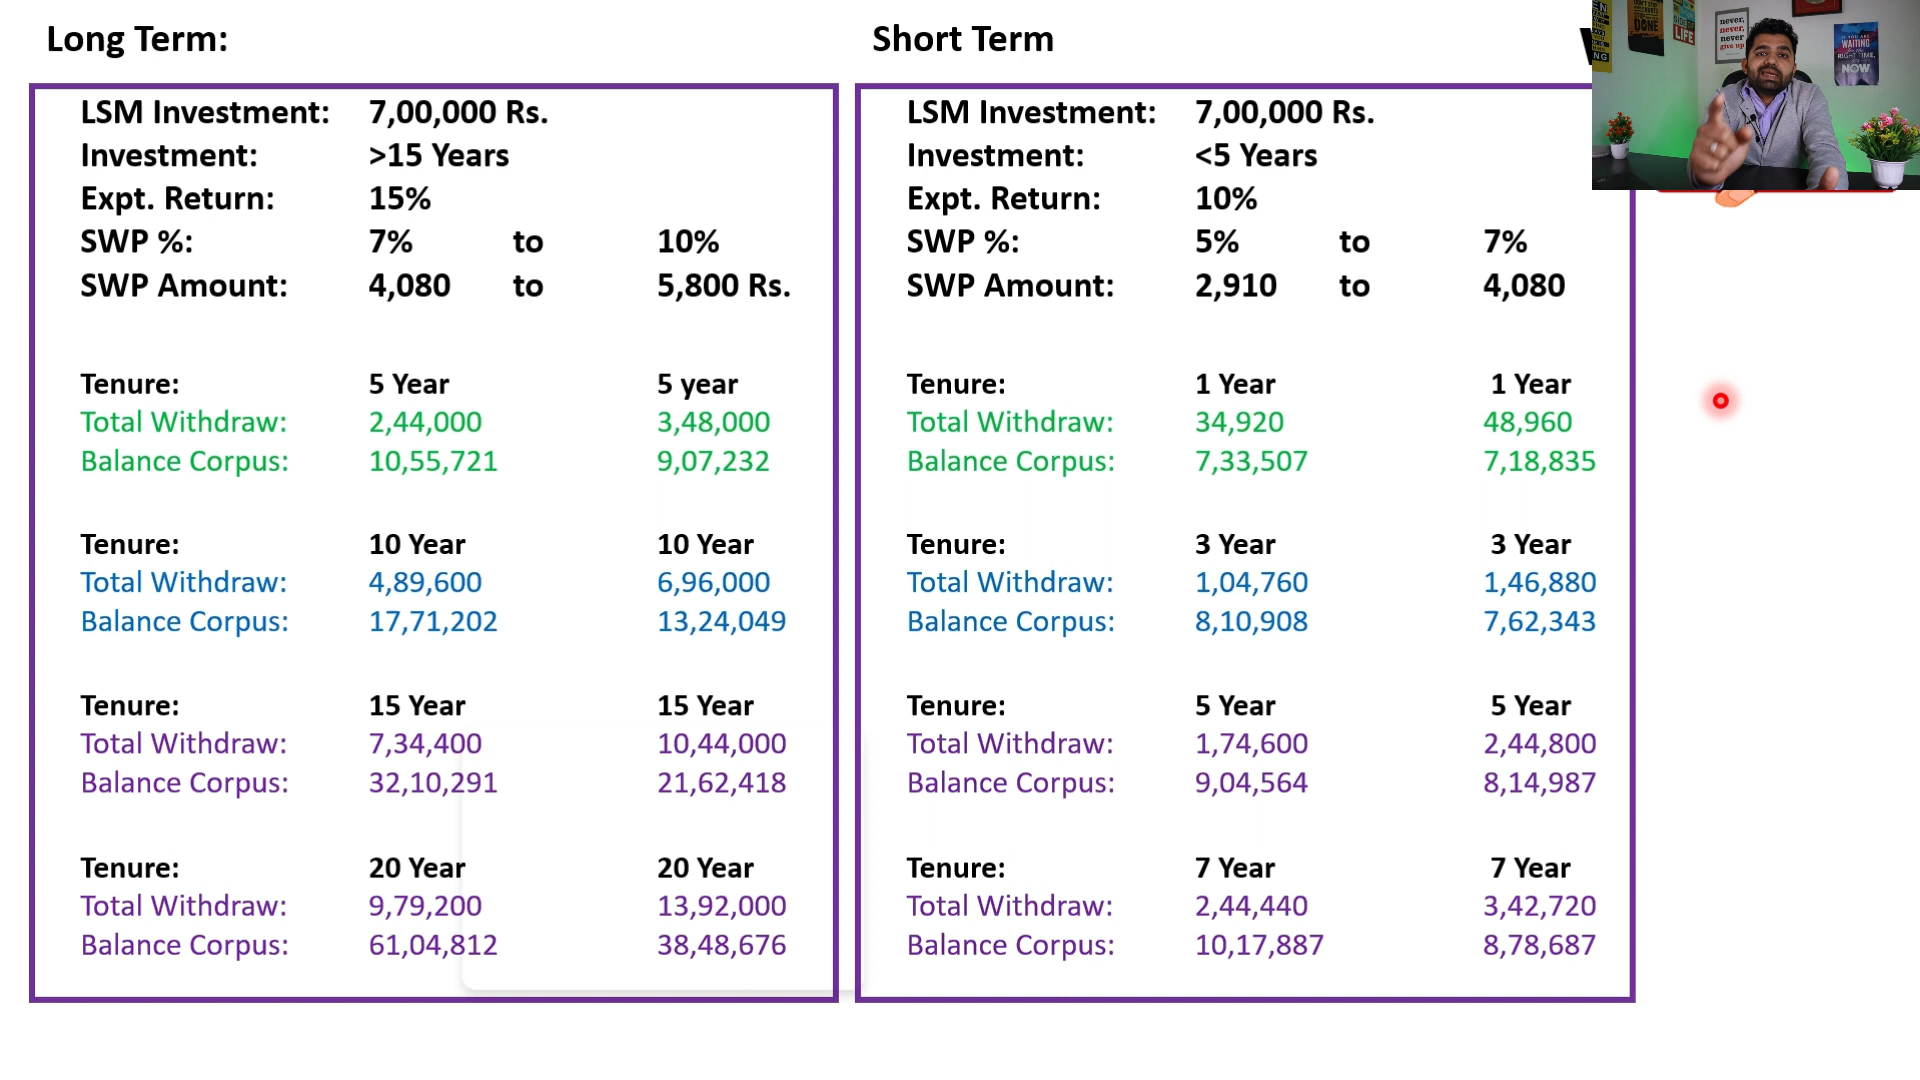 Long Term:
LSM Investment: 7,00,000 Rs.
Investment: >15 Years
Expt. Return: 15%
SWP %: 7% to 10%
SWP Amount: 4,080 to 5,800 Rs.
Tenure: 5 Year 5 year
Total Withdraw: 2,44,000 3,48,000
Balance Corpus: 10,55,721 9,07,232
Tenure: 10 Year 10 Year
Total Withdraw: 4,89,600 6,96,000
Balance Corpus: 17,71,202 13,24,049
Tenure: 15 Year 15 Year
Total Withdraw: 7,34,400 10,44,000
Balance Corpus: 32,10,291 21,62,418
Tenure: 20 Year 20 Year
Total Withdraw: 9,79,200 13,92,000
Balance Corpus: 61,04,812 38,48,676
Short Term
LSM Investment: 7,00,000 Rs.
Investment: <5 Years
Expt. Return: 10%
SWP %: 5% to 7%
SWP Amount: 2,910 to 4,080
Tenure: 1 Year 1 Year
Total Withdraw: 34,920 48,960
Balance Corpus: 7,33,507 7,18,835
Tenure: 3 Year 3 Year
Total Withdraw: 1,04,760 1,46,880
Balance Corpus: 8,10,908 7,62,343
Tenure: 5 Year 5 Year
Total Withdraw: 1,74,600 2,44,800
Balance Corpus: 9,04,564 8,14,987
Tenure: 7 Year 7 Year
Total Withdraw: 2,44,440 3,42,720
Balance Corpus: 10,17,887 8,78,687
DONE
LIFE
never,
never,
never
give up
WAITING
RIGHT TIME,
NOW